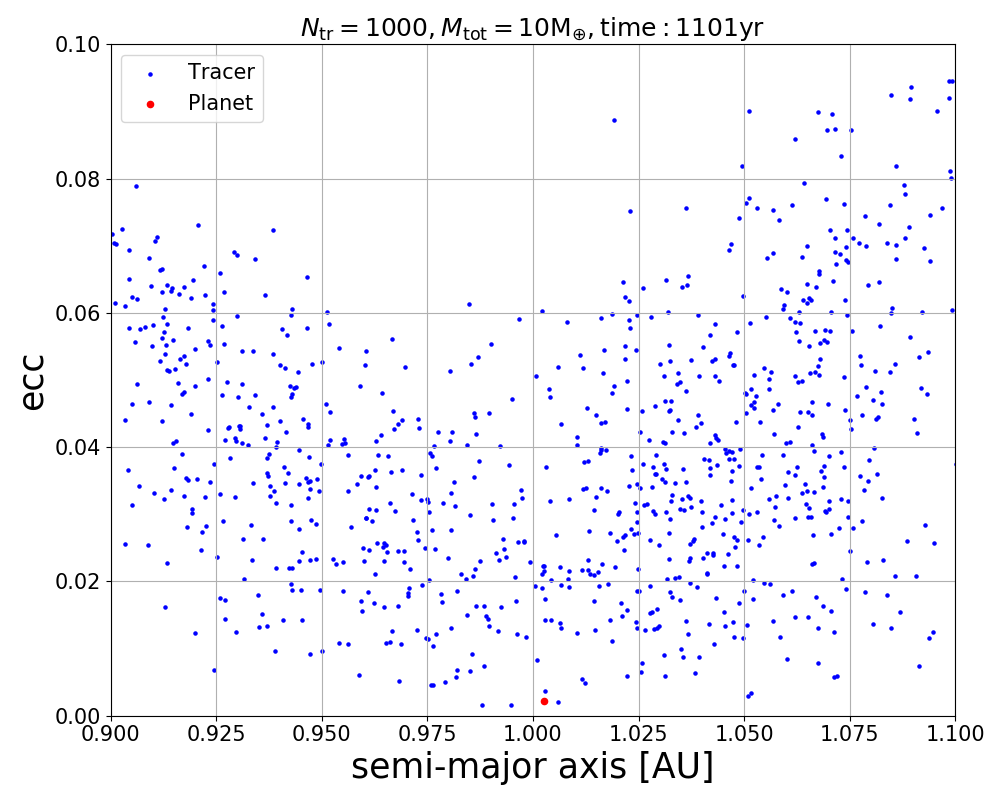 N_tr = 1000, M_tot = 10M_⊕, time : 1101yr
0.10
Tracer
Planet
0.08
0.06
ecc
0.04
0.02
0.00
0.900 0.925 0.950 0.975 1.000 1.025 1.050 1.075 1.100
semi-major axis [AU]